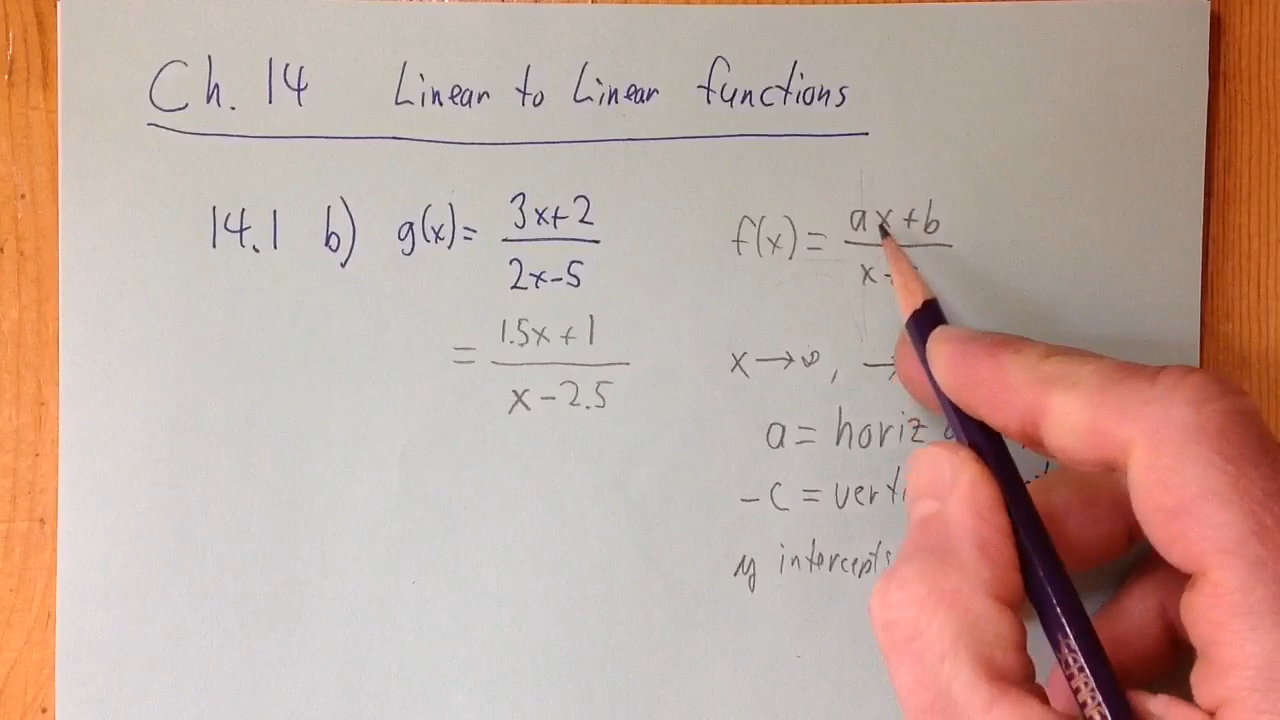 Ch. 14 Linear to Linear functions
14.1 b) g(x) = 3x+2 / 2x-5
= 1.5x+1 / x-2.5
f(x) = ax+b / x
x→∞, →
a = horiz
-c = verti
y intercepts